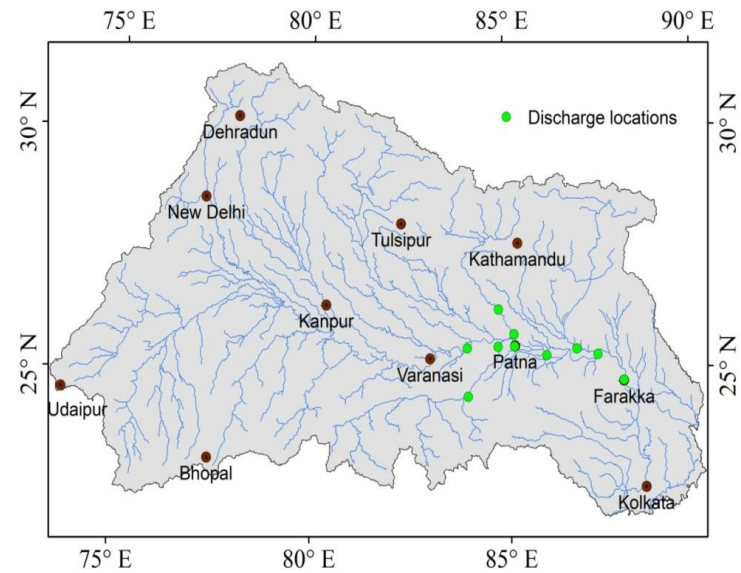 75° E 80° E 85° E 90° E
30° N
30° N
Discharge locations
Dehradun
New Delhi
Tulsipur
Kathamandu
Kanpur
25° N
25° N
Varanasi
Patna
Farakka
Udaipur
Bhopal
Kolkata
75° E 80° E 85° E